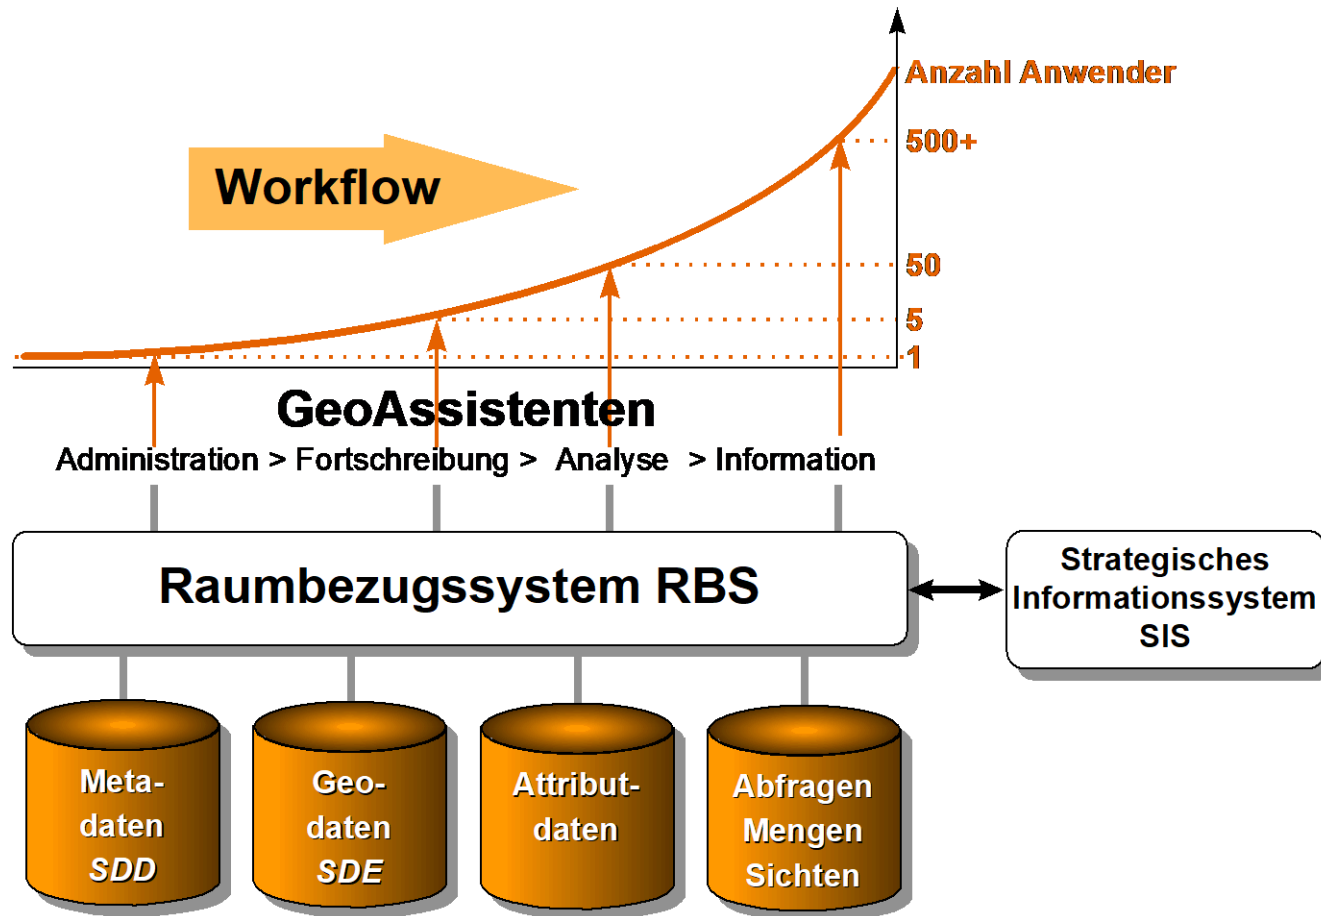 Anzahl Anwender
500+
Workflow
50
5
1
GeoAssistenten
Administration > Fortschreibung > Analyse > Information
Raumbezugssystem RBS
Strategisches
Informationssystem
SIS
Meta-
daten
SDD
Geo-
daten
SDE
Attribut-
daten
Abfragen
Mengen
Sichten